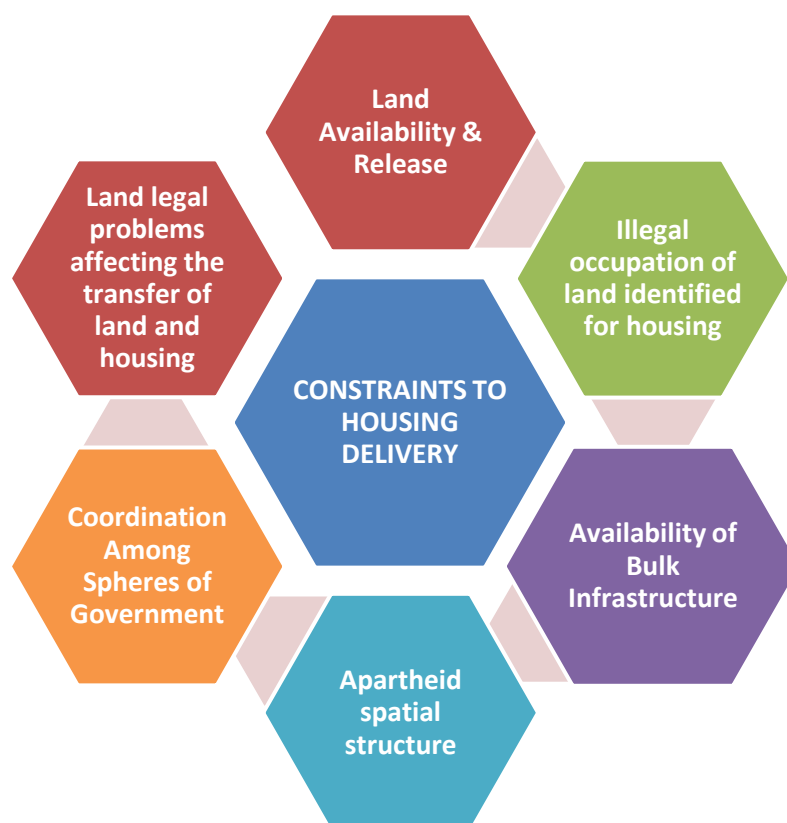 Land
Availability &
Release
Land legal
problems
affecting the
transfer of
land and
housing
Illegal
occupation of
land identified
for housing
CONSTRAINTS TO
HOUSING
DELIVERY
Coordination
Among
Spheres of
Government
Availability of
Bulk
Infrastructure
Apartheid
spatial
structure